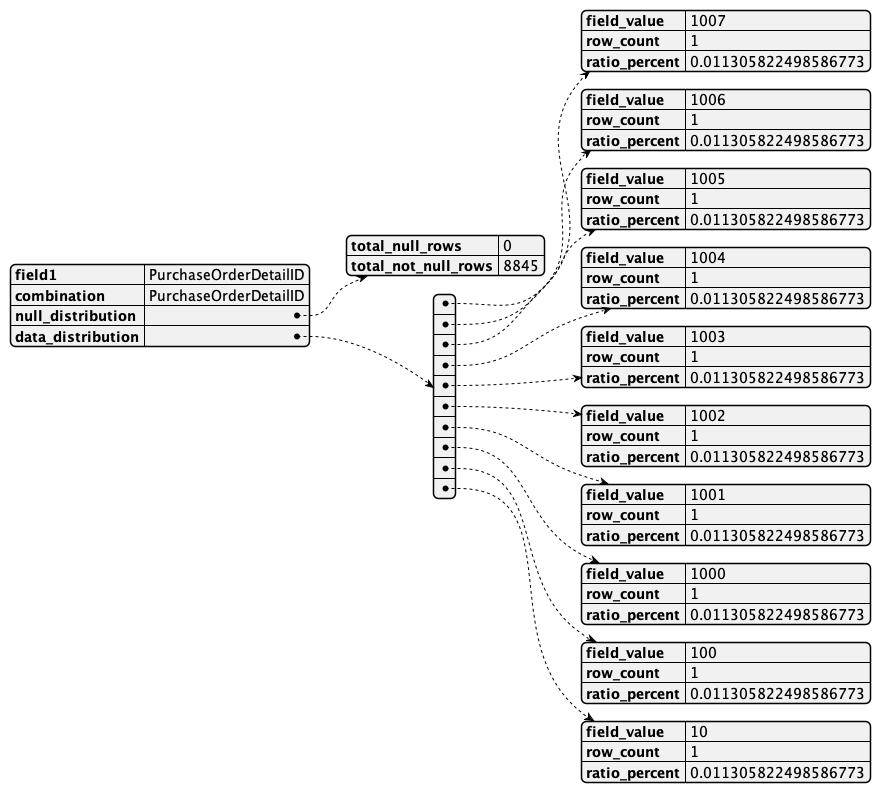 field1 PurchaseOrderDetailID
combination PurchaseOrderDetailID
null_distribution
data_distribution
total_null_rows 0
total_not_null_rows 8845
field_value 1007
row_count 1
ratio_percent 0.011305822498586773
field_value 1006
row_count 1
ratio_percent 0.011305822498586773
field_value 1005
row_count 1
ratio_percent 0.011305822498586773
field_value 1004
row_count 1
ratio_percent 0.011305822498586773
field_value 1003
row_count 1
ratio_percent 0.011305822498586773
field_value 1002
row_count 1
ratio_percent 0.011305822498586773
field_value 1001
row_count 1
ratio_percent 0.011305822498586773
field_value 1000
row_count 1
ratio_percent 0.011305822498586773
field_value 100
row_count 1
ratio_percent 0.011305822498586773
field_value 10
row_count 1
ratio_percent 0.011305822498586773